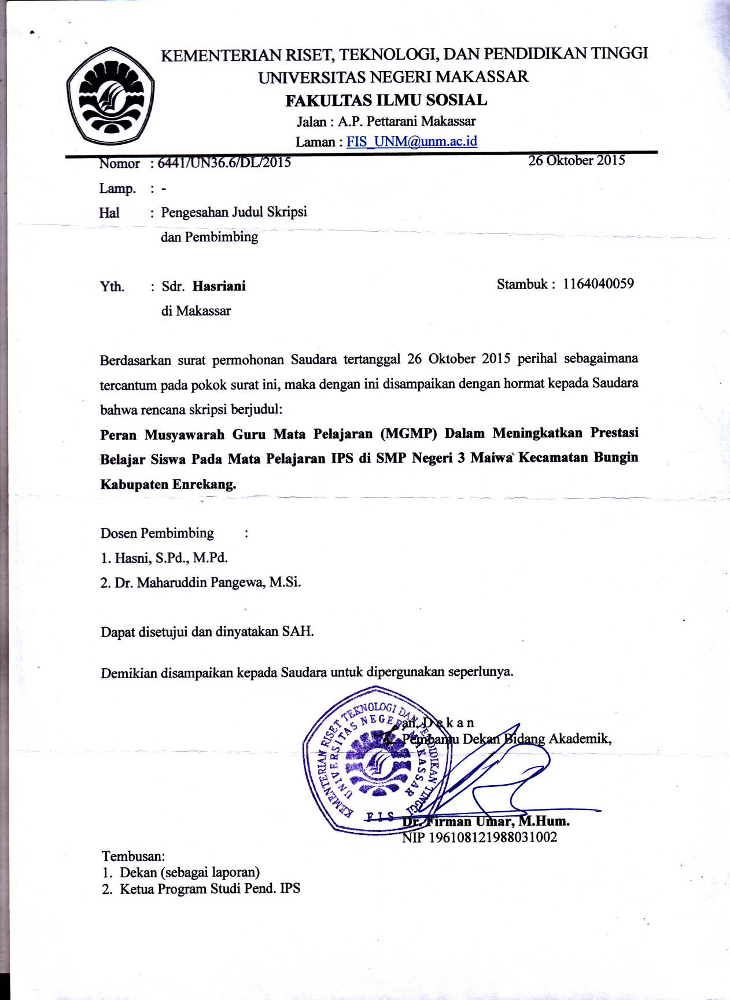 KEMENTERIAN RISET, TEKNOLOGI, DAN PENDIDIKAN TINGGI
UNIVERSITAS NEGERI MAKASSAR
FAKULTAS ILMU SOSIAL
Jalan : A.P. Pettarani Makassar
Laman : FIS_UNM@unm.ac.id
Nomor : 6441/UN36.6/DL/2015 26 Oktober 2015
Lamp. : -
Hal : Pengesahan Judul Skripsi
dan Pembimbing
Yth. : Sdr. Hasriani Stambuk : 1164040059
di Makassar
Berdasarkan surat permohonan Saudara tertanggal 26 Oktober 2015 perihal sebagaimana
tercantum pada pokok surat ini, maka dengan ini disampaikan dengan hormat kepada Saudara
bahwa rencana skripsi berjudul:
Peran Musyawarah Guru Mata Pelajaran (MGMP) Dalam Meningkatkan Prestasi
Belajar Siswa Pada Mata Pelajaran IPS di SMP Negeri 3 Maiwa Kecamatan Bungin
Kabupaten Enrekang.
Dosen Pembimbing :
1. Hasni, S.Pd., M.Pd.
2. Dr. Maharuddin Pangewa, M.Si.
Dapat disetujui dan dinyatakan SAH.
Demikian disampaikan kepada Saudara untuk dipergunakan seperlunya.
an. D e k a n
Pembantu Dekan Bidang Akademik,
KEMENTERIAN RISET TEKNOLOGI DAN PENDIDIKAN TINGGI
UNIVERSITAS NEGERI MAKASSAR
F I S
Dr. Firman Umar, M.Hum.
NIP 196108121988031002
Tembusan:
1. Dekan (sebagai laporan)
2. Ketua Program Studi Pend. IPS